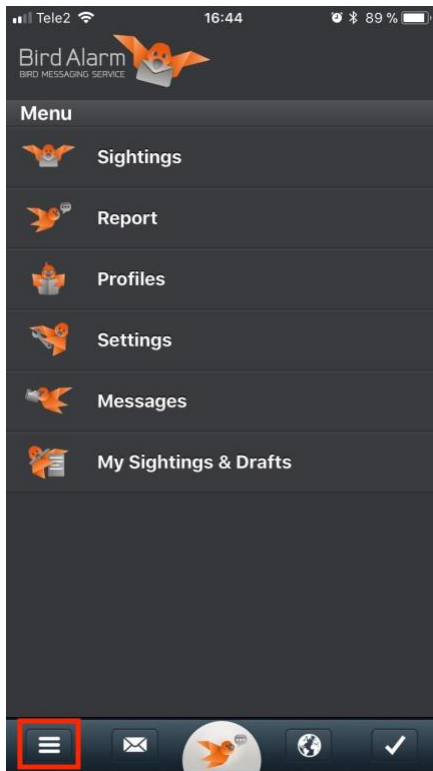 Tele2 16:44 89 %
Bird Alarm
BIRD MESSAGING SERVICE
Menu
Sightings
Report
Profiles
Settings
Messages
My Sightings & Drafts